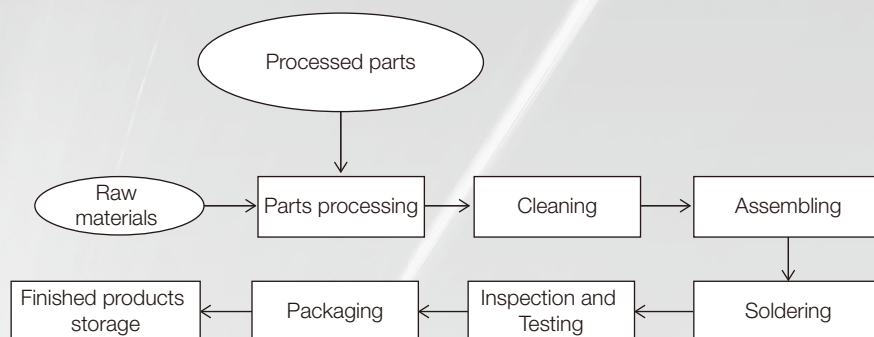 Processed parts
Raw
materials
Parts processing
Cleaning
Assembling
Finished products
storage
Packaging
Inspection and
Testing
Soldering